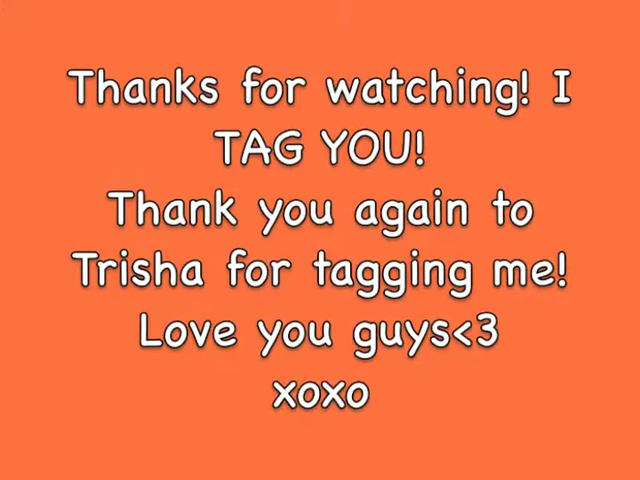 Thanks for watching! I
TAG YOU!
Thank you again to
Trisha for tagging me!
Love you guys<3
xoxo